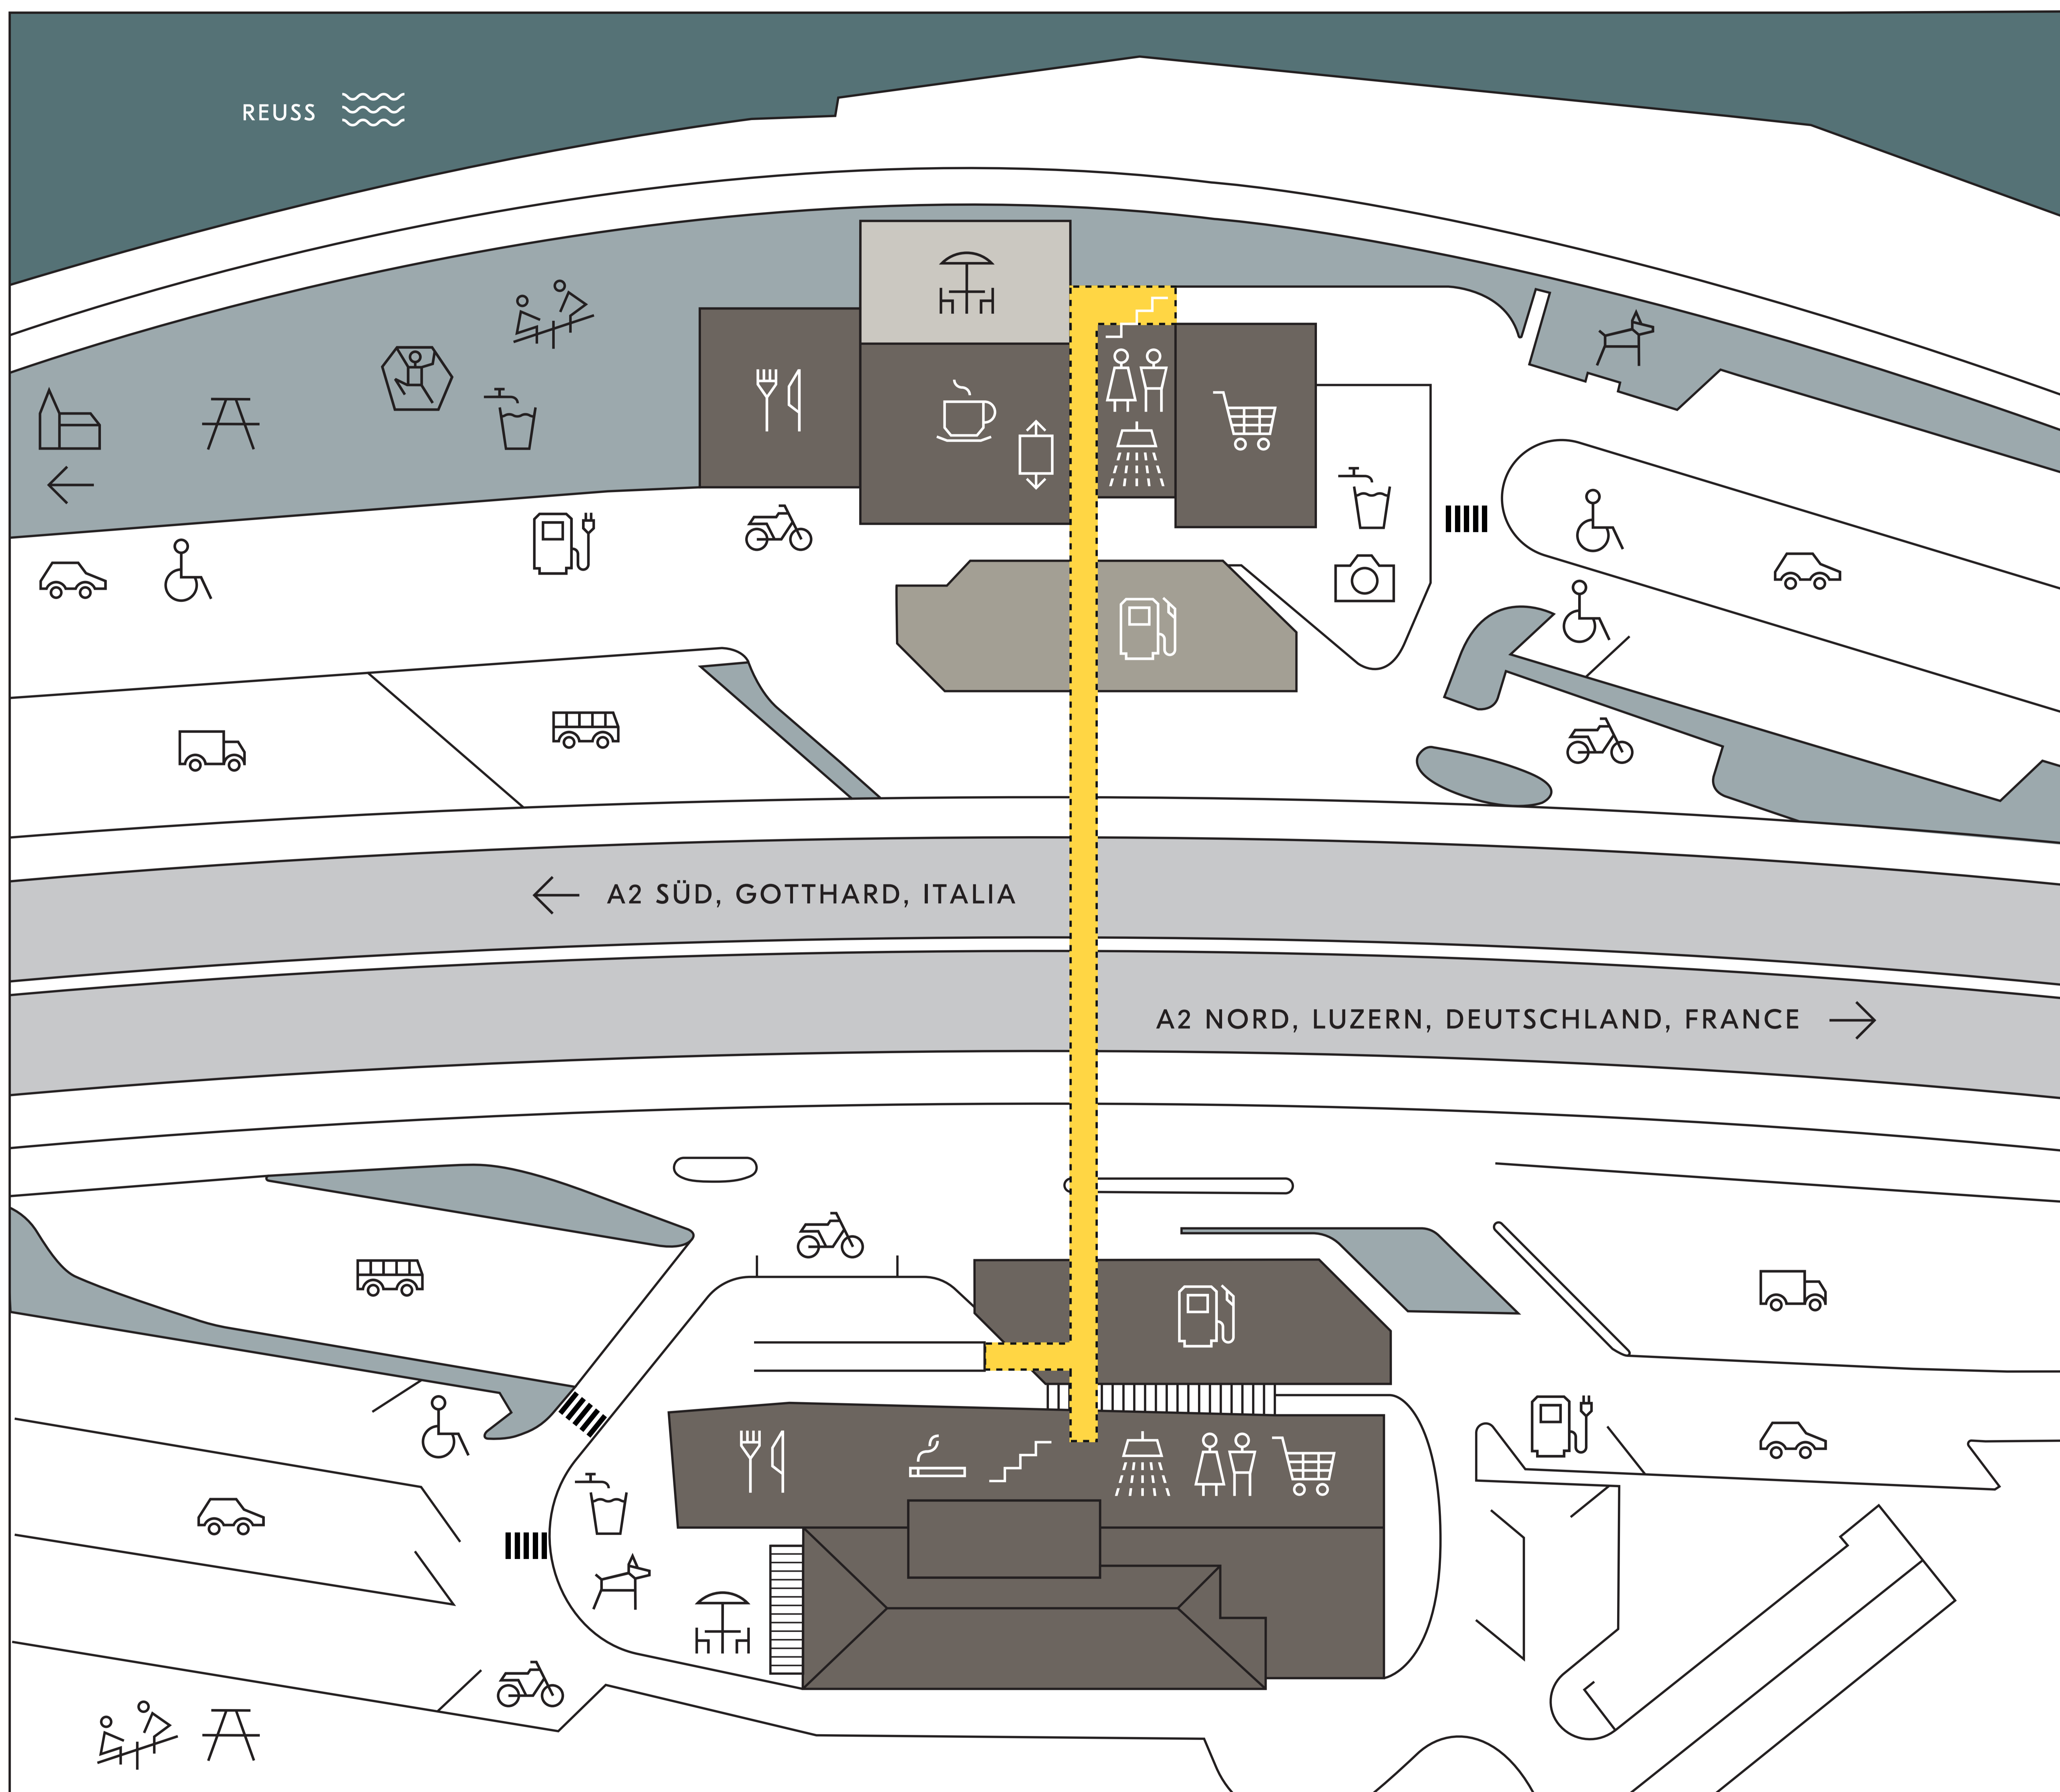 REUSS
A2 SÜD, GOTTHARD, ITALIA
A2 NORD, LUZERN, DEUTSCHLAND, FRANCE